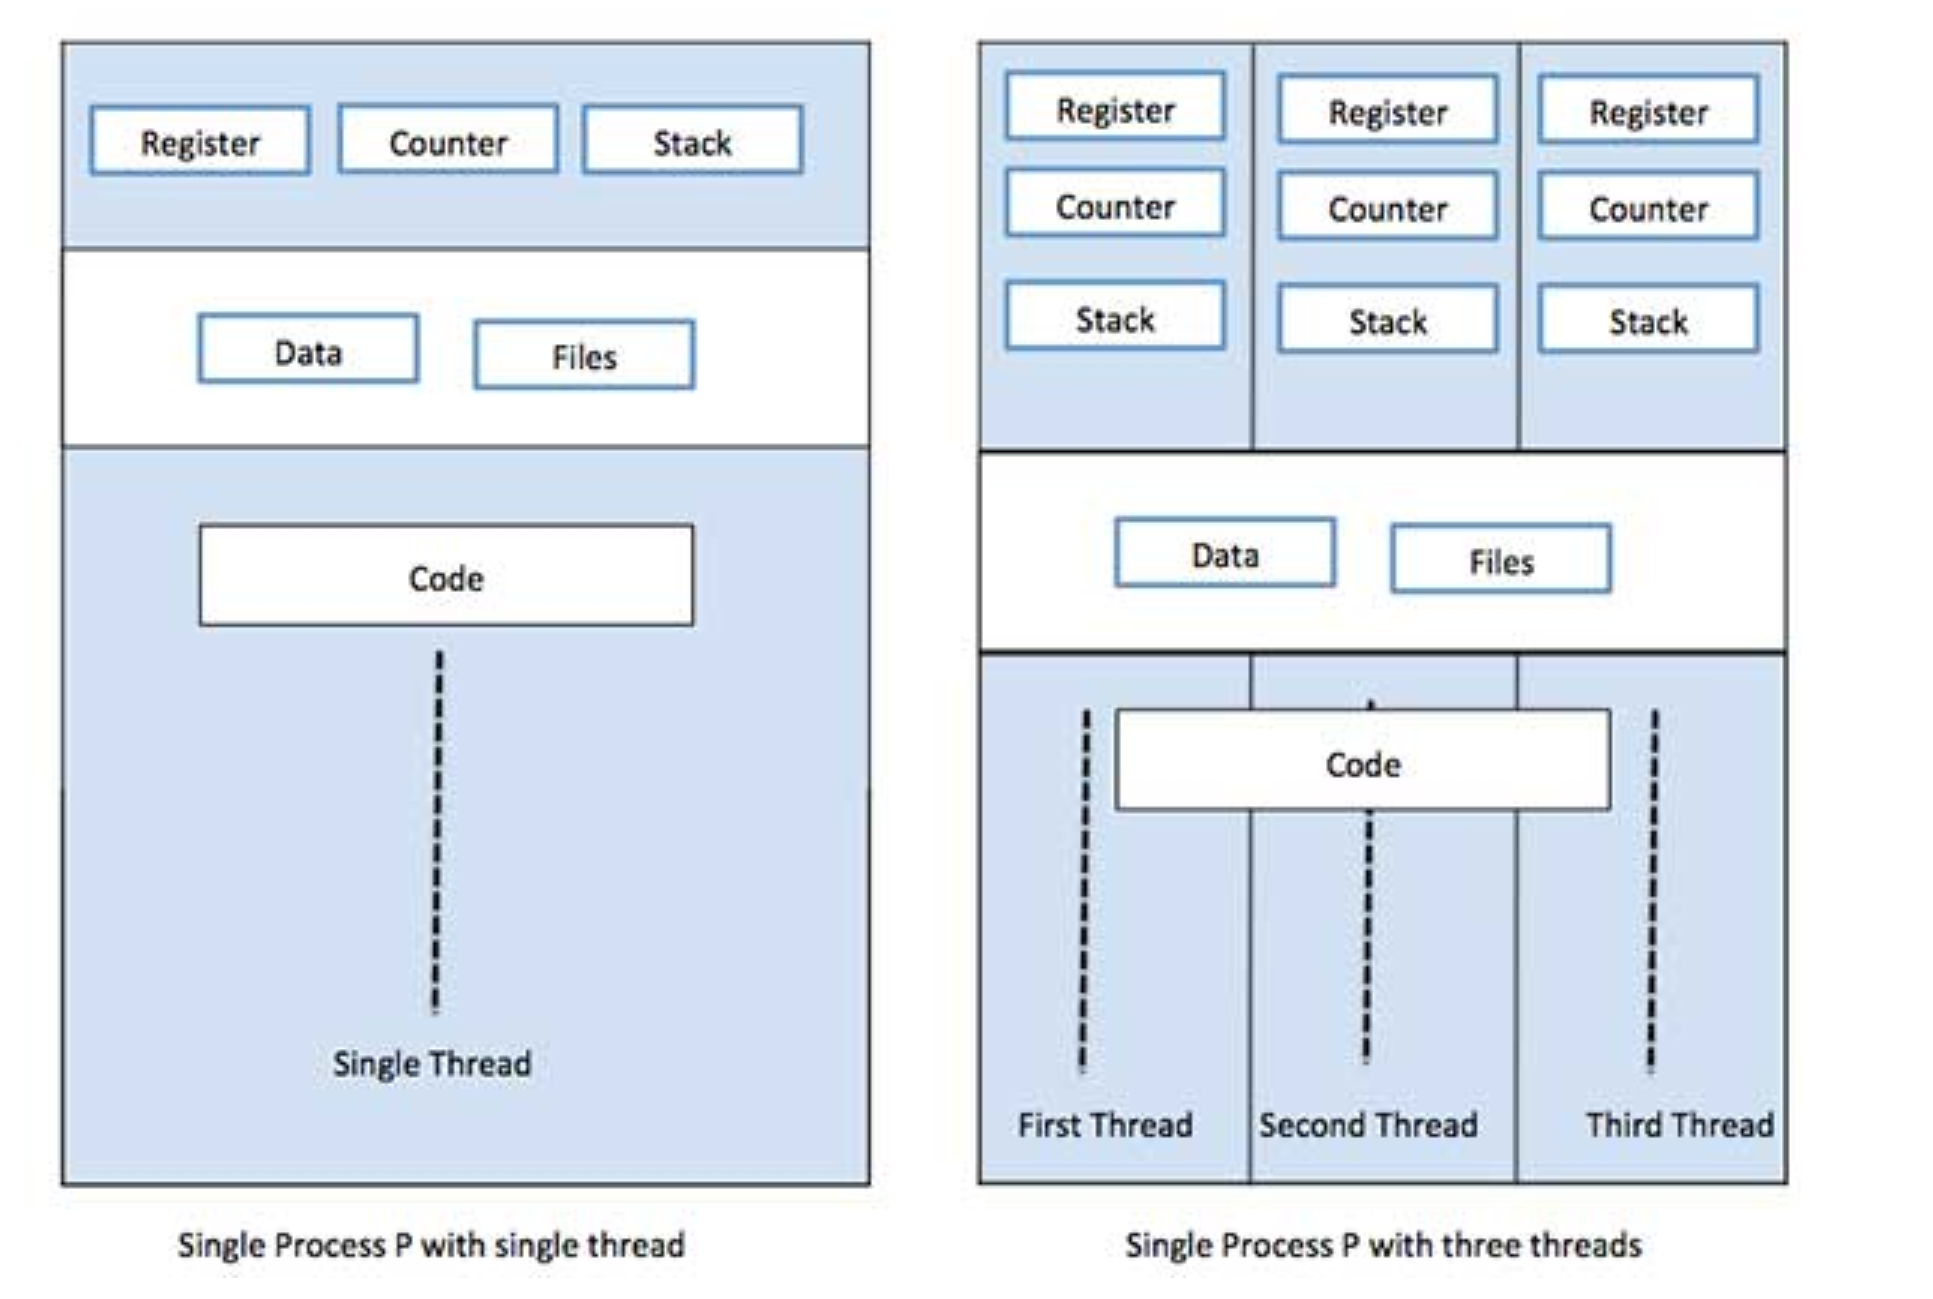 Register Counter Stack
Data Files
Code
Single Thread
Single Process P with single thread
Register Register Register
Counter Counter Counter
Stack Stack Stack
Data Files
Code
First Thread Second Thread Third Thread
Single Process P with three threads